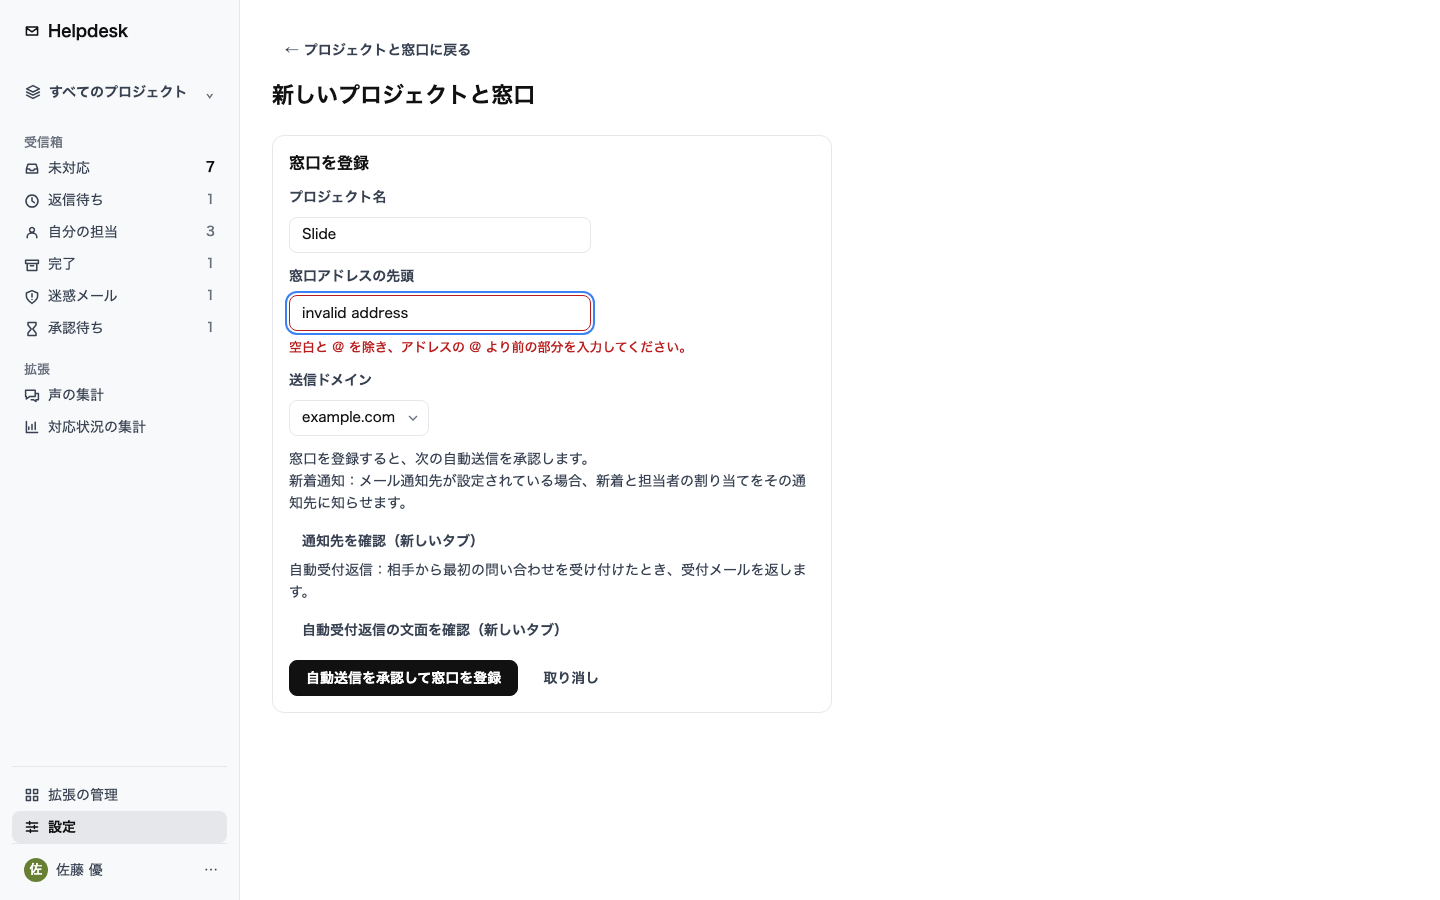 Helpdesk
すべてのプロジェクト
受信箱
未対応 7
返信待ち 1
自分の担当 3
完了 1
迷惑メール 1
承認待ち 1
拡張
声の集計
対応状況の集計
拡張の管理
設定
佐 佐藤 優 …
← プロジェクトと窓口に戻る
新しいプロジェクトと窓口
窓口を登録
プロジェクト名
Slide
窓口アドレスの先頭
invalid address
空白と @ を除き、アドレスの @ より前の部分を入力してください。
送信ドメイン
example.com
窓口を登録すると、次の自動送信を承認します。
新着通知：メール通知先が設定されている場合、新着と担当者の割り当てをその通
知先に知らせます。
通知先を確認（新しいタブ）
自動受付返信：相手から最初の問い合わせを受け付けたとき、受付メールを返しま
す。
自動受付返信の文面を確認（新しいタブ）
自動送信を承認して窓口を登録 取り消し